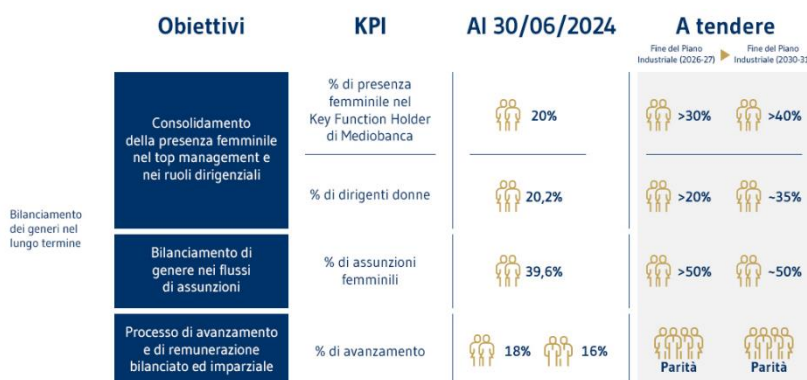 Obiettivi
KPI
Al 30/06/2024
A tendere
Fine del Piano
Industriale (2026-27)
Fine del Piano
Industriale (2030-31
Bilanciamento
dei generi nel
lungo termine
Consolidamento
della presenza femminile
nel top management e
nei ruoli dirigenziali
% di presenza
femminile nel
Key Function Holder
di Mediobanca
20%
>30%
>40%
% di dirigenti donne
20,2%
>20%
~35%
Bilanciamento di
genere nei flussi
di assunzioni
% di assunzioni
femminili
39,6%
>50%
~50%
Processo di avanzamento
e di remunerazione
bilanciato ed imparziale
% di avanzamento
18%
16%
Parità
Parità